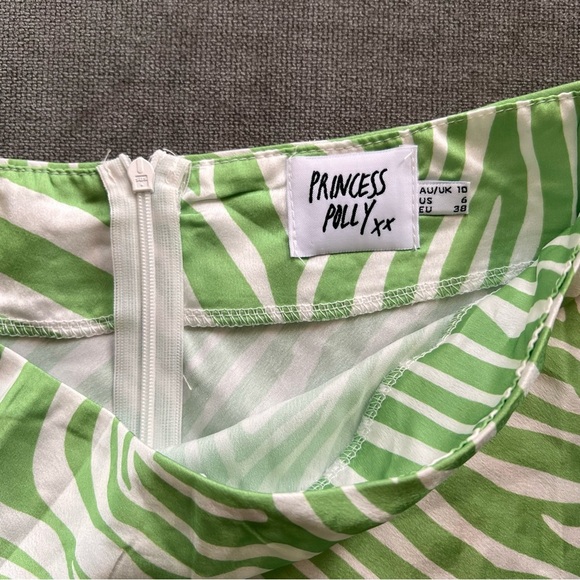 PRINCESS
POLLY xx
AU/UK 10
US 6
EU 38